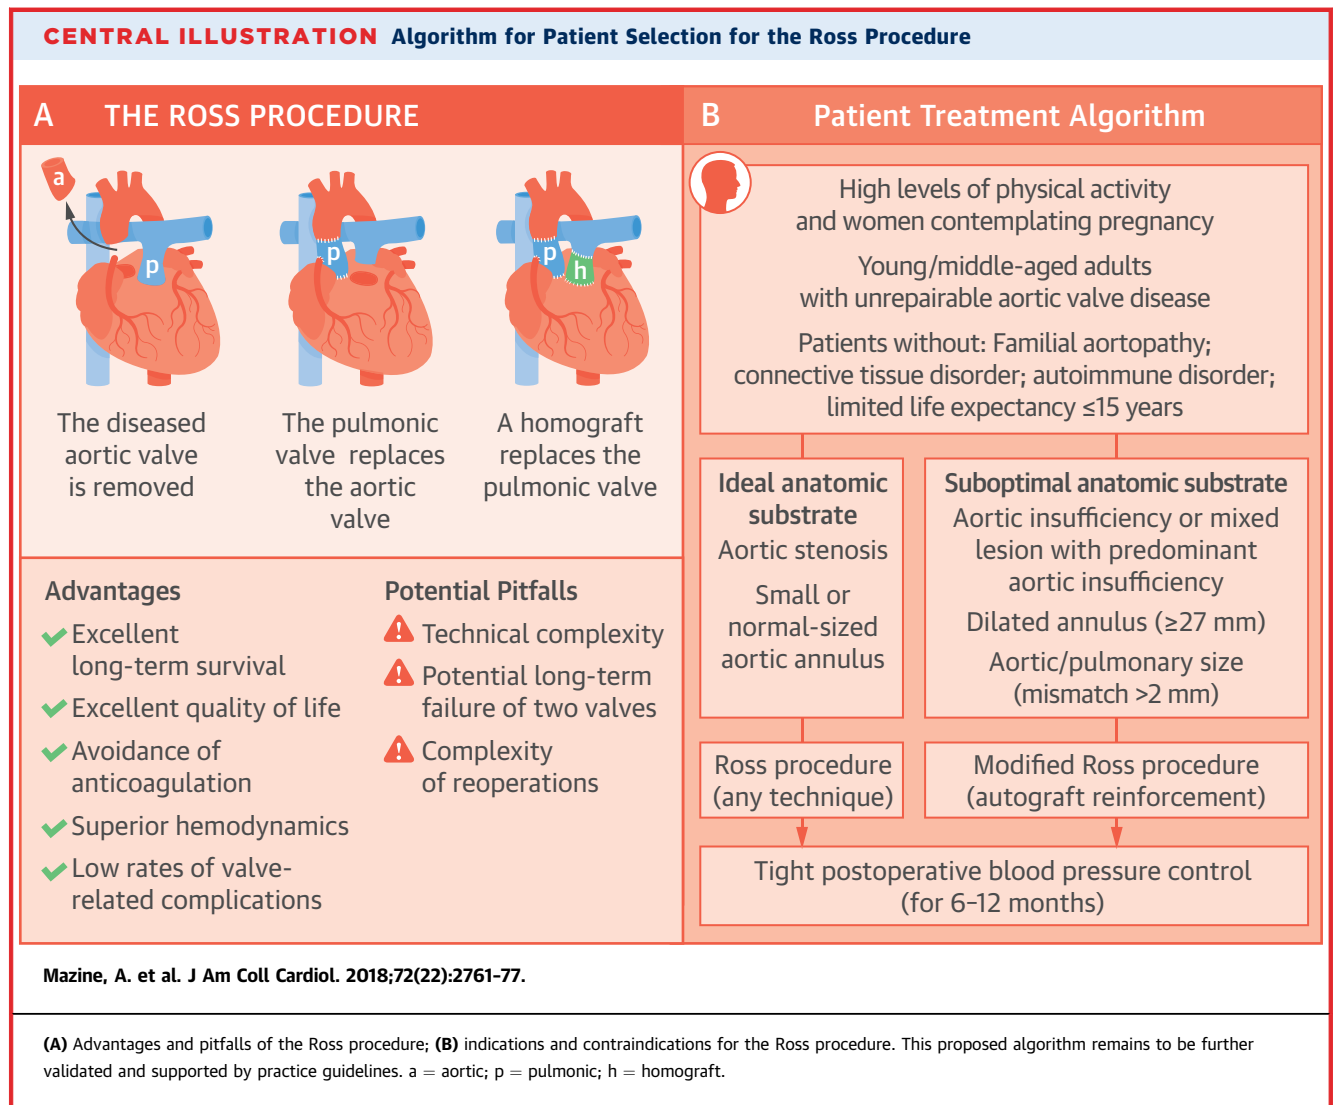 CENTRAL ILLUSTRATION Algorithm for Patient Selection for the Ross Procedure
A THE ROSS PROCEDURE
a
p
p
p
h
The diseased
aortic valve
is removed
The pulmonic
valve replaces
the aortic
valve
A homograft
replaces the
pulmonic valve
Advantages
Excellent
long-term survival
Excellent quality of life
Avoidance of
anticoagulation
Superior hemodynamics
Low rates of valve-
related complications
Potential Pitfalls
Technical complexity
Potential long-term
failure of two valves
Complexity
of reoperations
B Patient Treatment Algorithm
High levels of physical activity
and women contemplating pregnancy
Young/middle-aged adults
with unrepairable aortic valve disease
Patients without: Familial aortopathy;
connective tissue disorder; autoimmune disorder;
limited life expectancy ≤15 years
Ideal anatomic
substrate
Aortic stenosis
Small or
normal-sized
aortic annulus
Suboptimal anatomic substrate
Aortic insufficiency or mixed
lesion with predominant
aortic insufficiency
Dilated annulus (≥27 mm)
Aortic/pulmonary size
(mismatch >2 mm)
Ross procedure
(any technique)
Modified Ross procedure
(autograft reinforcement)
Tight postoperative blood pressure control
(for 6–12 months)
Mazine, A. et al. J Am Coll Cardiol. 2018;72(22):2761–77.
(A) Advantages and pitfalls of the Ross procedure; (B) indications and contraindications for the Ross procedure. This proposed algorithm remains to be further
validated and supported by practice guidelines. a = aortic; p = pulmonic; h = homograft.